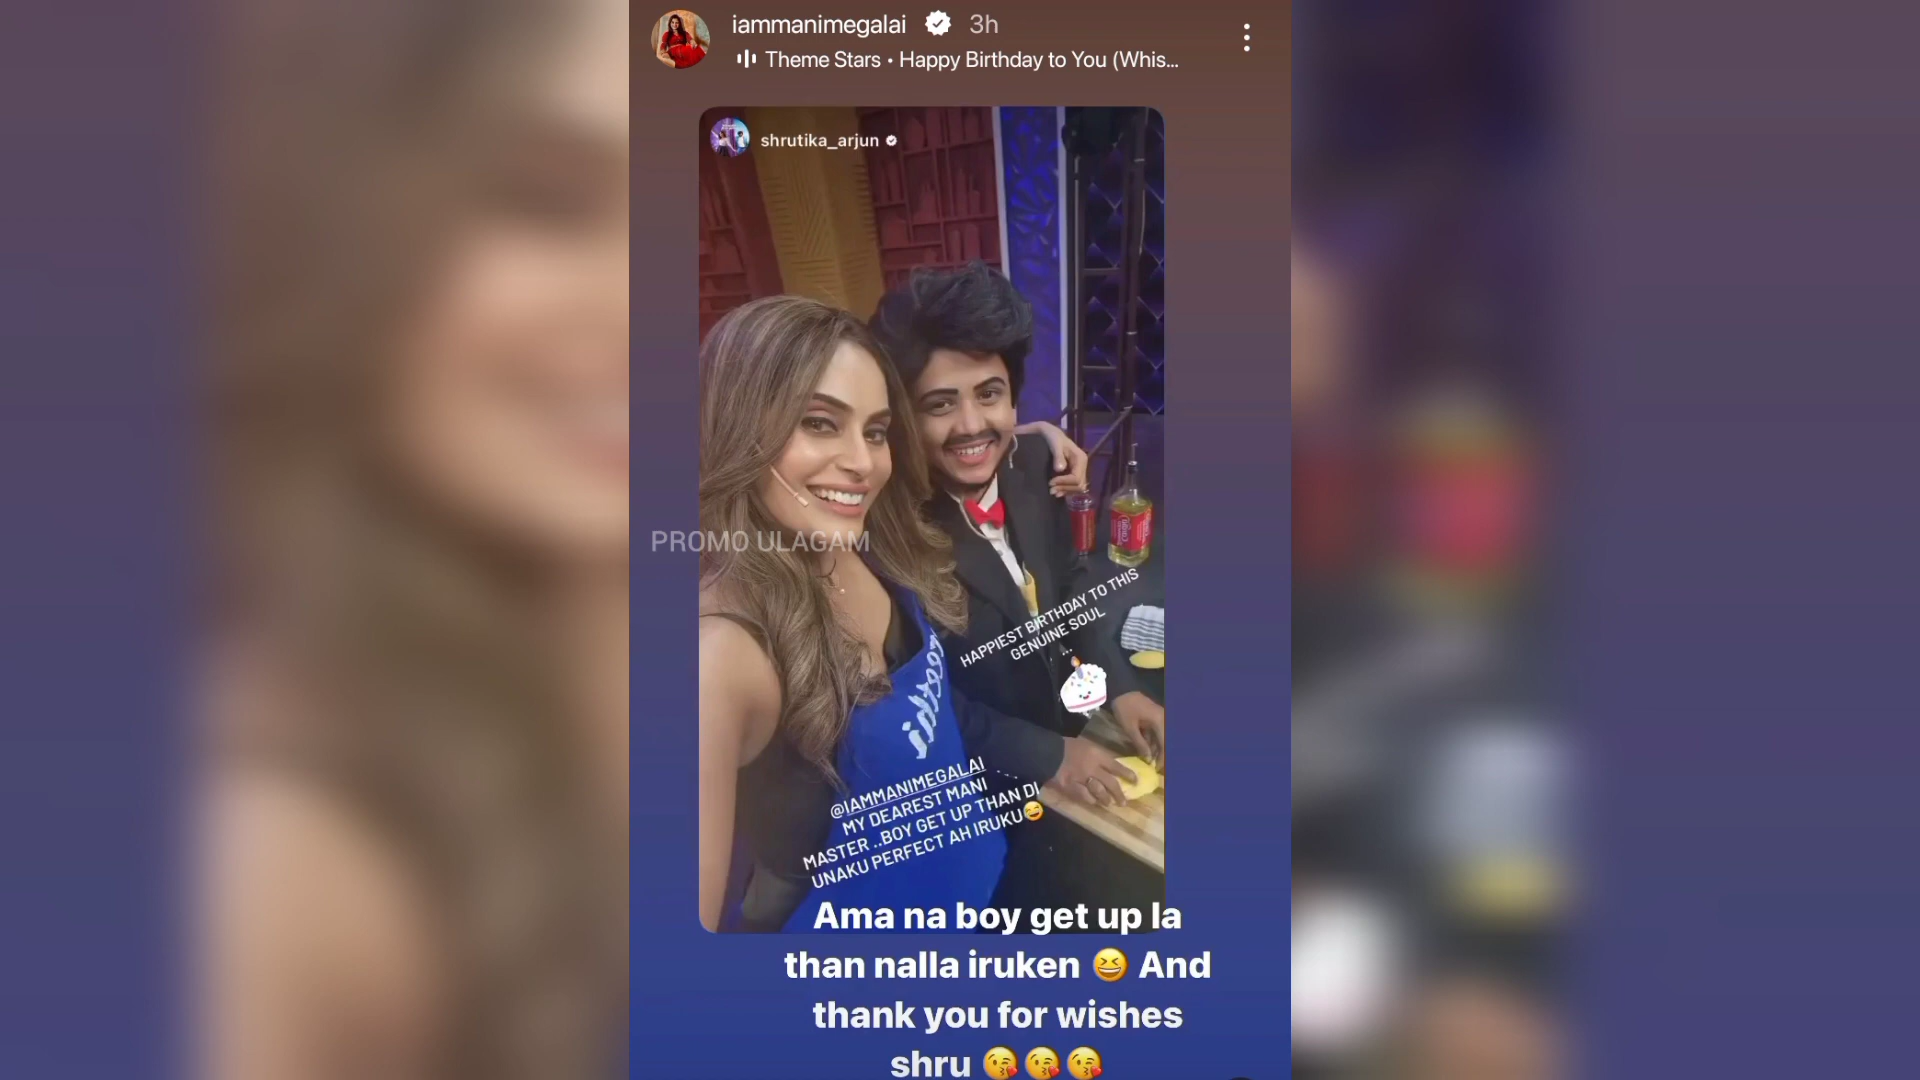 iammanimegalai 3h
Theme Stars • Happy Birthday to You (Whis...
shrutika_arjun
PROMO ULAGAM
HAPPIEST BIRTHDAY TO THIS
GENUINE SOUL
...
@IAMMANIMEGALAI
MY DEAREST MANI
MASTER ..BOY GET UP THAN DI
UNAKU PERFECT AH IRUKU😊
Ama na boy get up la
than nalla iruken 😆 And
thank you for wishes
shru 😘😘😘